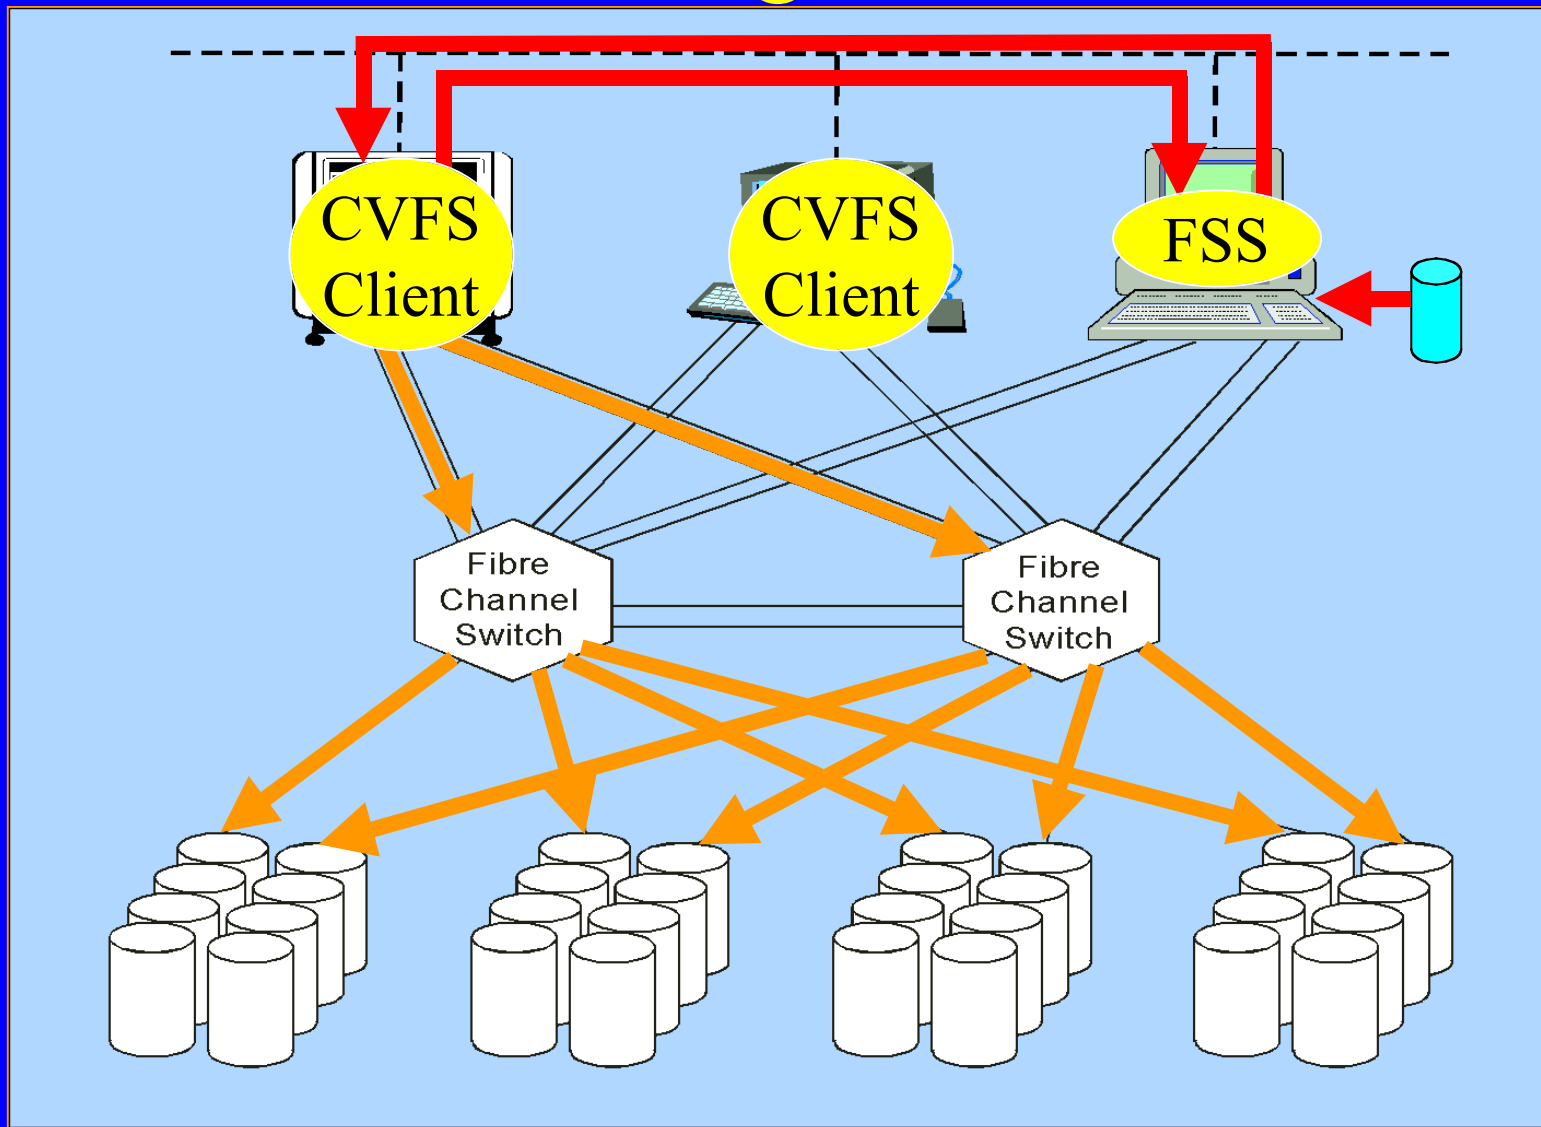 CVFS
Client
CVFS
Client
FSS
Fibre
Channel
Switch
Fibre
Channel
Switch